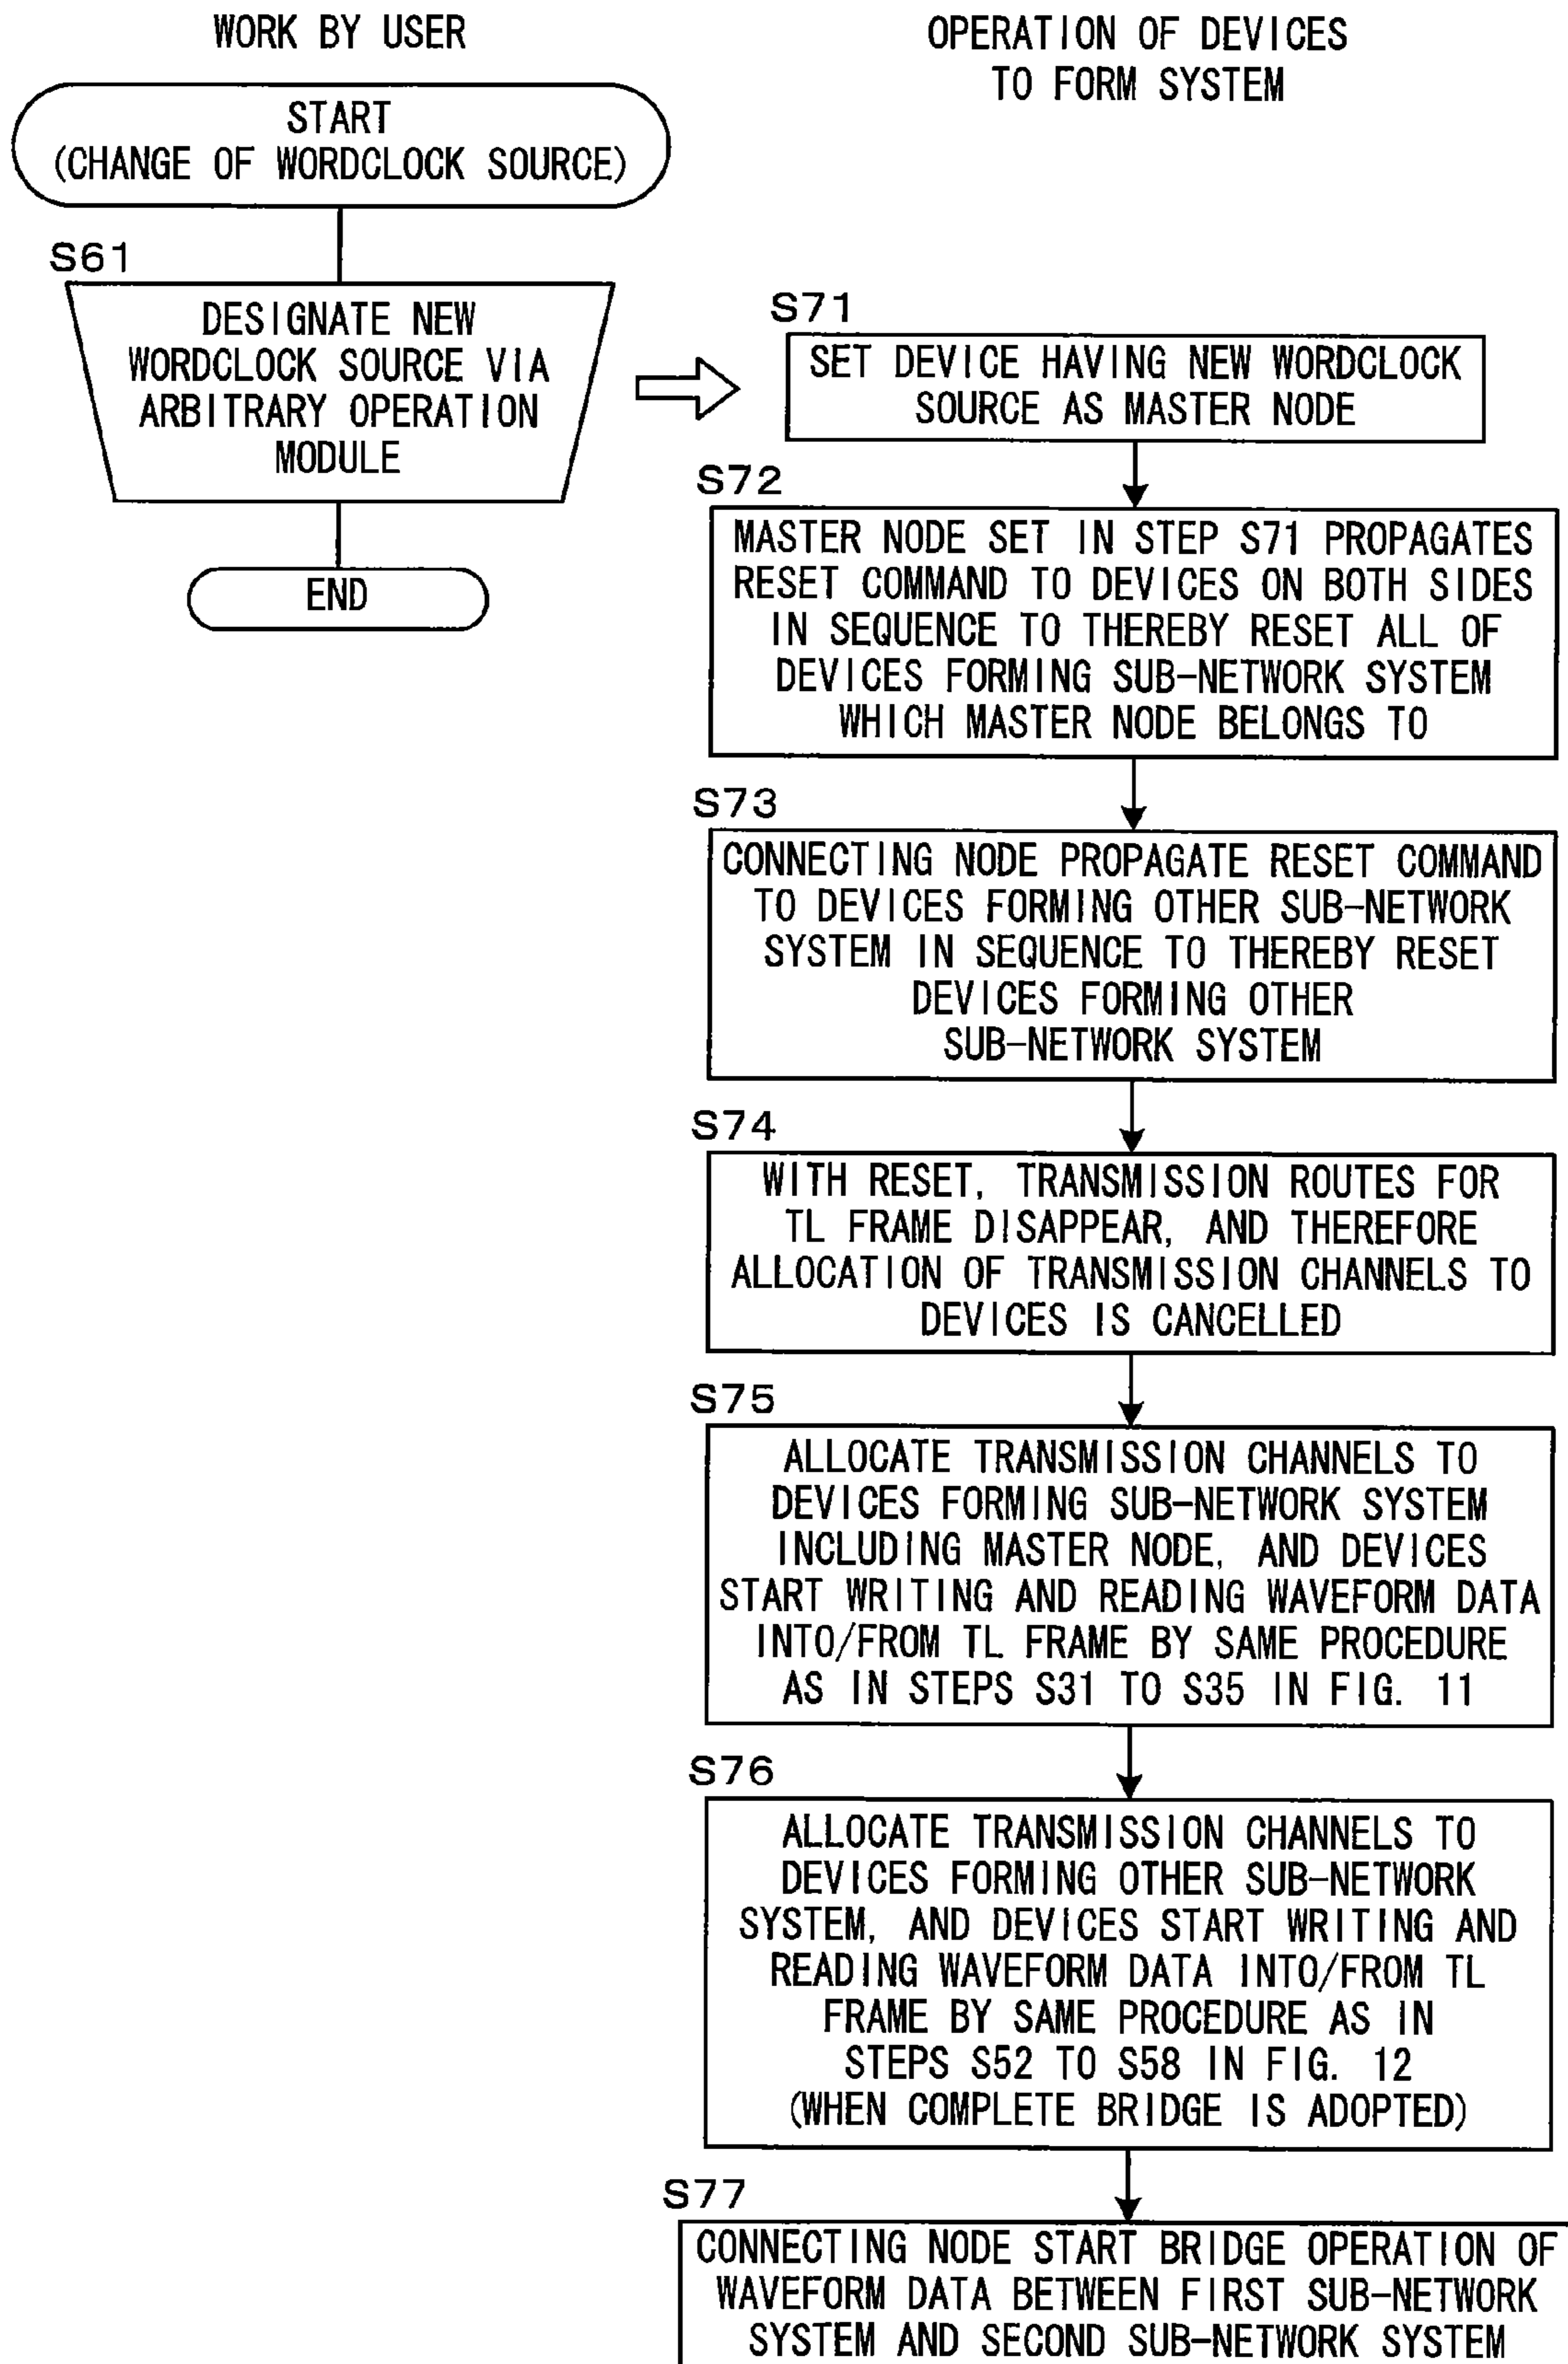 WORK BY USER
START
(CHANGE OF WORDCLOCK SOURCE)
S61
DESIGNATE NEW
WORDCLOCK SOURCE VIA
ARBITRARY OPERATION
MODULE
END
OPERATION OF DEVICES
TO FORM SYSTEM
S71
SET DEVICE HAVING NEW WORDCLOCK
SOURCE AS MASTER NODE
S72
MASTER NODE SET IN STEP S71 PROPAGATES
RESET COMMAND TO DEVICES ON BOTH SIDES
IN SEQUENCE TO THEREBY RESET ALL OF
DEVICES FORMING SUB-NETWORK SYSTEM
WHICH MASTER NODE BELONGS TO
S73
CONNECTING NODE PROPAGATE RESET COMMAND
TO DEVICES FORMING OTHER SUB-NETWORK
SYSTEM IN SEQUENCE TO THEREBY RESET
DEVICES FORMING OTHER
SUB-NETWORK SYSTEM
S74
WITH RESET, TRANSMISSION ROUTES FOR
TL FRAME DISAPPEAR, AND THEREFORE
ALLOCATION OF TRANSMISSION CHANNELS TO
DEVICES IS CANCELLED
S75
ALLOCATE TRANSMISSION CHANNELS TO
DEVICES FORMING SUB-NETWORK SYSTEM
INCLUDING MASTER NODE, AND DEVICES
START WRITING AND READING WAVEFORM DATA
INTO/FROM TL FRAME BY SAME PROCEDURE
AS IN STEPS S31 TO S35 IN FIG. 11
S76
ALLOCATE TRANSMISSION CHANNELS TO
DEVICES FORMING OTHER SUB-NETWORK
SYSTEM, AND DEVICES START WRITING AND
READING WAVEFORM DATA INTO/FROM TL
FRAME BY SAME PROCEDURE AS IN
STEPS S52 TO S58 IN FIG. 12
(WHEN COMPLETE BRIDGE IS ADOPTED)
S77
CONNECTING NODE START BRIDGE OPERATION OF
WAVEFORM DATA BETWEEN FIRST SUB-NETWORK
SYSTEM AND SECOND SUB-NETWORK SYSTEM